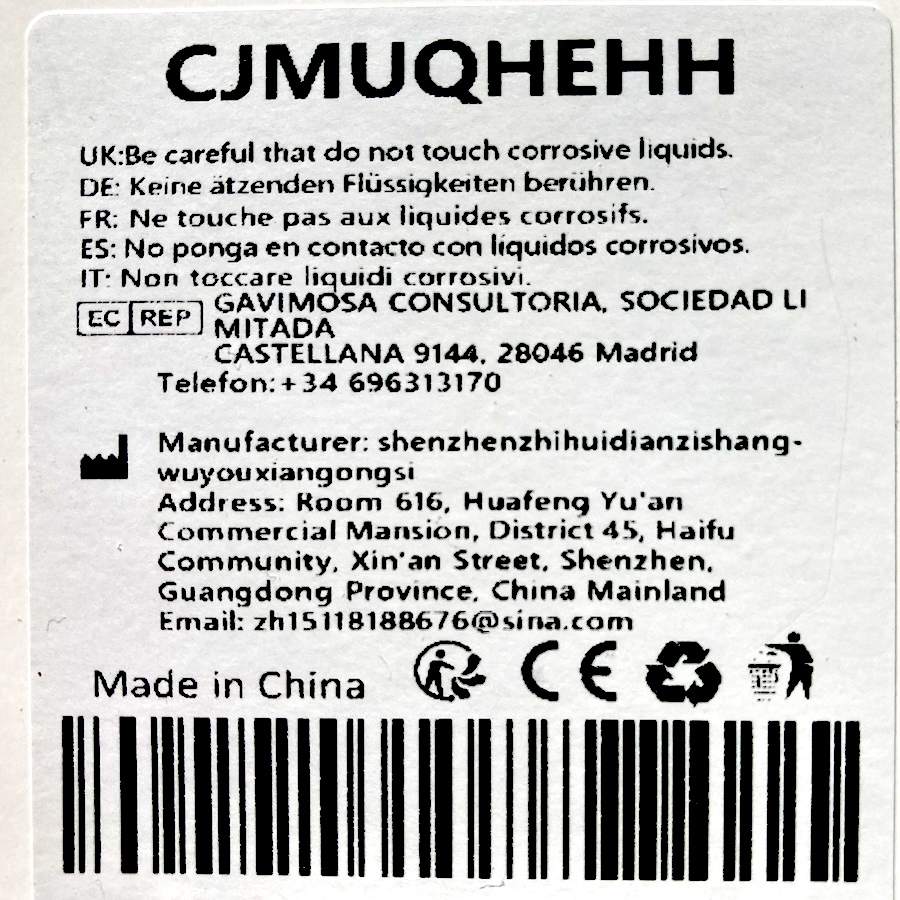 CJMUQHEHH
UK:Be careful that do not touch corrosive liquids.
DE: Keine ätzenden Flüssigkeiten berühren.
FR: Ne touche pas aux liquides corrosifs.
ES: No ponga en contacto con líquidos corrosivos.
IT: Non toccare liquidi corrosivi.
EC REP GAVIMOSA CONSULTORIA, SOCIEDAD LI
MITADA
CASTELLANA 9144, 28046 Madrid
Telefon:+34 696313170
Manufacturer: shenzhenzhihuidianzishang-
wuyouxiangongsi
Address: Room 616, Huafeng Yu'an
Commercial Mansion, District 45, Haifu
Community, Xin'an Street, Shenzhen,
Guangdong Province, China Mainland
Email: zh15118188676@sina.com
Made in China CE